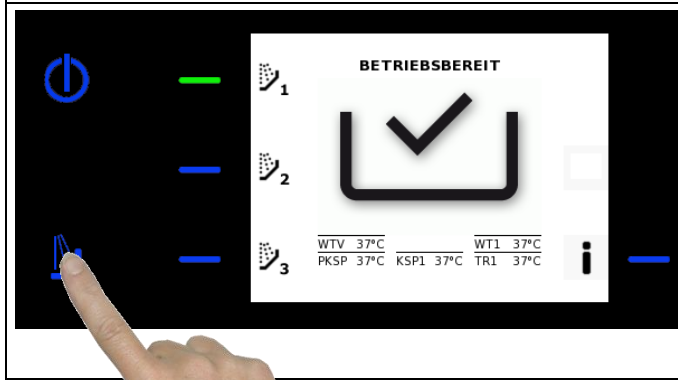 BETRIEBSBEREIT
1
2
3
WTV 37°C WT1 37°C
PKSP 37°C KSP1 37°C TR1 37°C
i